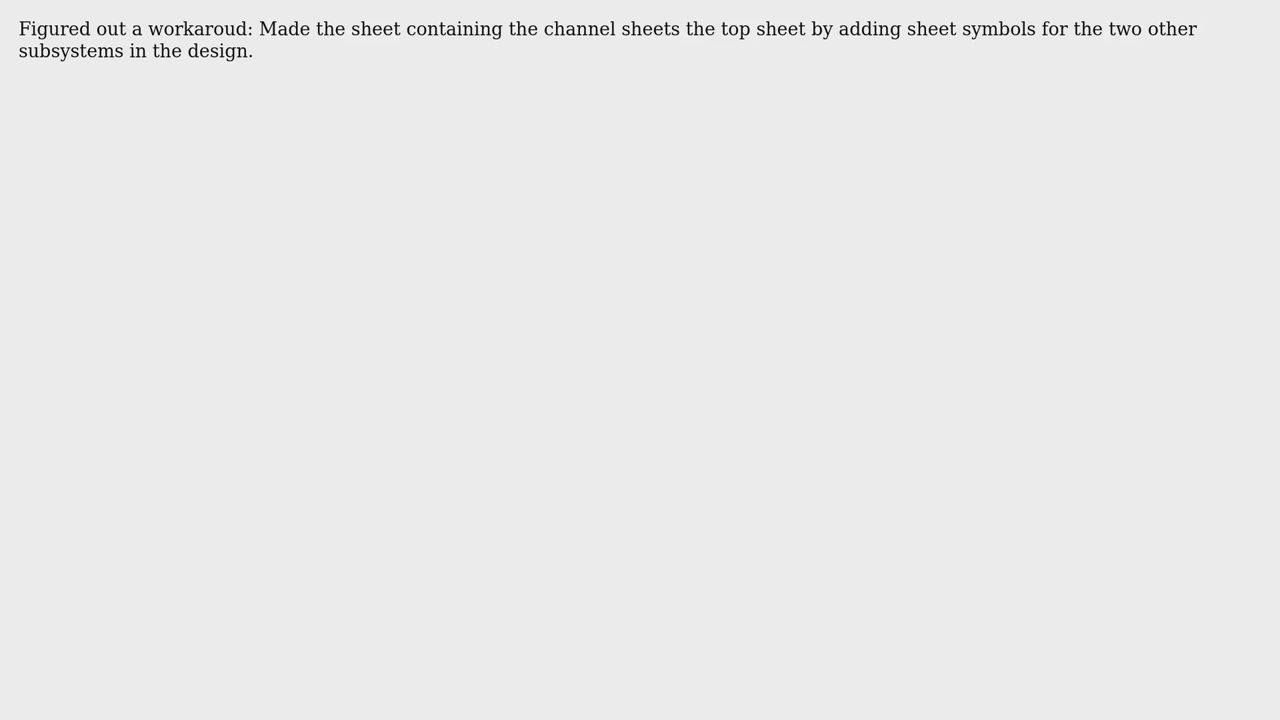 Figured out a workaroud: Made the sheet containing the channel sheets the top sheet by adding sheet symbols for the two other
subsystems in the design.